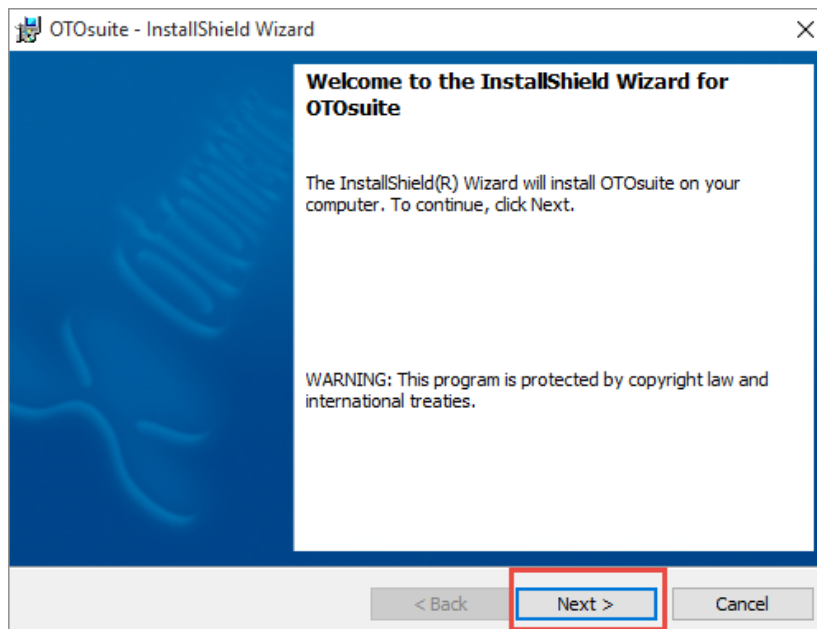 OTOsuite - InstallShield Wizard
Welcome to the InstallShield Wizard for
OTOsuite
The InstallShield(R) Wizard will install OTOsuite on your
computer. To continue, click Next.
WARNING: This program is protected by copyright law and
international treaties.
otometrics
< Back
Next >
Cancel